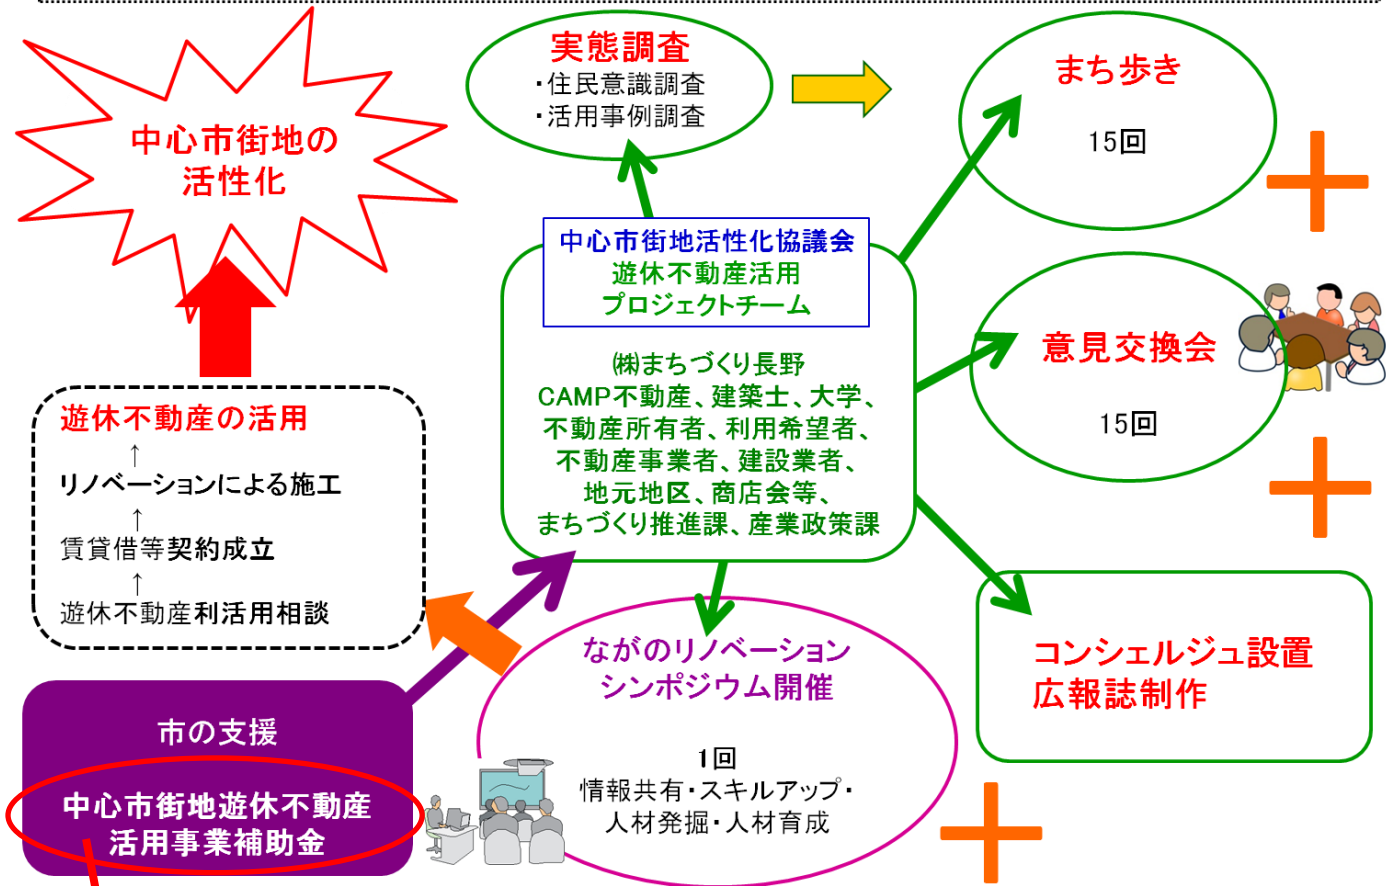 中心市街地の
活性化
実態調査
・住民意識調査
・活用事例調査
まち歩き
15回
中心市街地活性化協議会
遊休不動産活用
プロジェクトチーム
㈱まちづくり長野
CAMP不動産、建築士、大学、
不動産所有者、利用希望者、
不動産事業者、建設業者、
地元地区、商店会等、
まちづくり推進課、産業政策課
意見交換会
15回
遊休不動産の活用
↑
リノベーションによる施工
↑
賃貸借等契約成立
↑
遊休不動産利活用相談
ながのリノベーション
シンポジウム開催
1回
情報共有・スキルアップ・
人材発掘・人材育成
コンシェルジュ設置
広報誌制作
市の支援
中心市街地遊休不動産
活用事業補助金